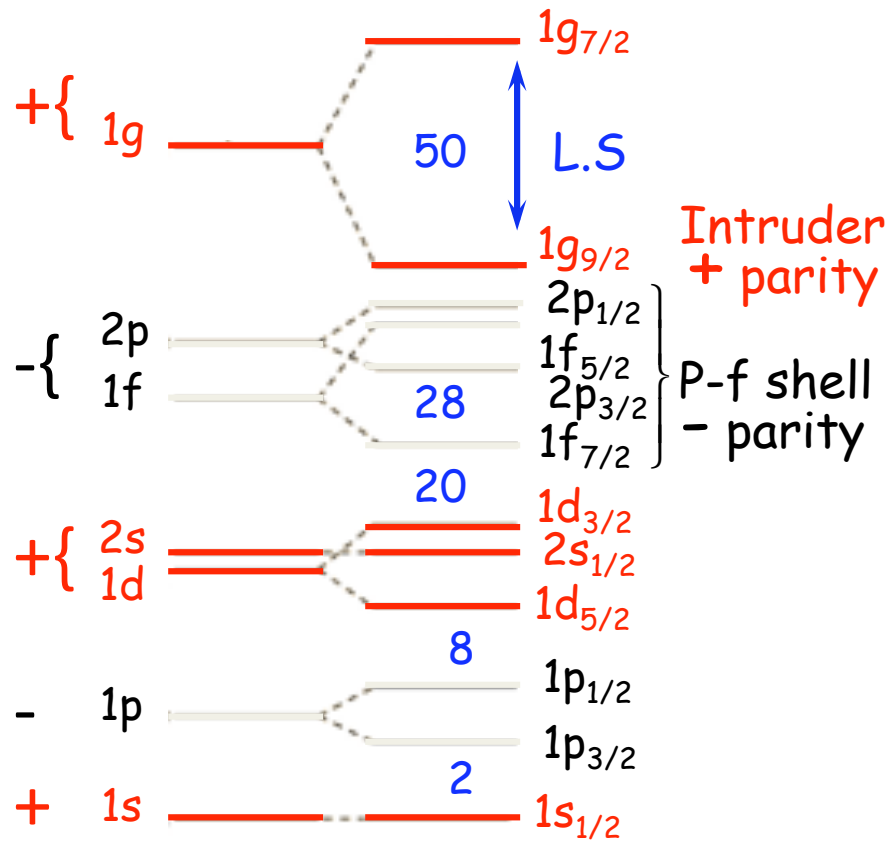 1g₇/₂
+{
1g
50
L.S
Intruder
+ parity
1g₉/₂
2p₁/₂
-{
2p
1f
1f₅/₂
28
2p₃/₂
P-f shell
- parity
1f₇/₂
20
1d₃/₂
+{
2s
2s₁/₂
1d
1d₅/₂
8
1p₁/₂
- 1p
1p₃/₂
2
+ 1s
1s₁/₂